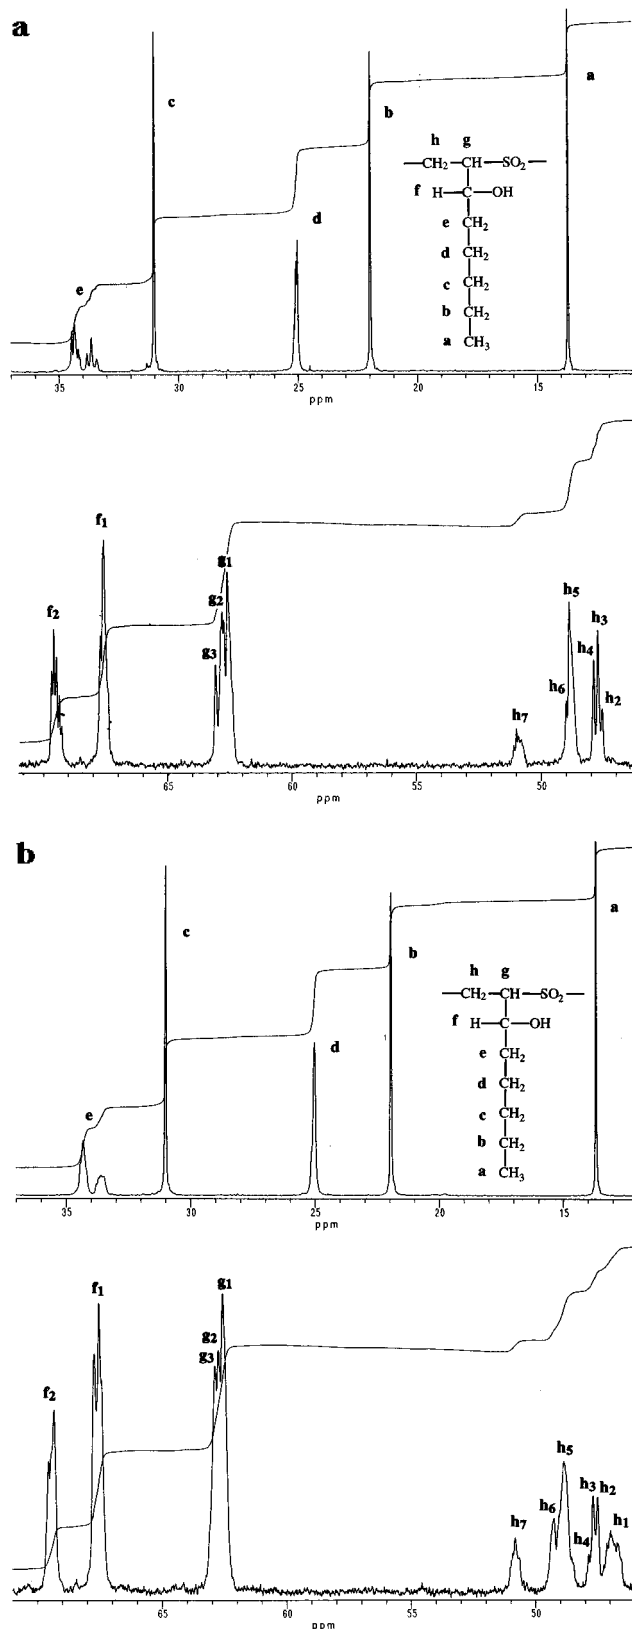 a
c
a
b
h g
—CH₂—CH—SO₂—
f H—C—OH
d
e CH₂
e
d CH₂
c CH₂
b CH₂
a CH₃
35 30 25 20 15
ppm
f1
g1
f2
g2
h5
h3
g3
h4
h6
h2
h7
65 60 55 50
ppm
b
c
a
b
h g
—CH₂—CH—SO₂—
f H—C—OH
d
e CH₂
e
d CH₂
c CH₂
b CH₂
a CH₃
35 30 25 20 15
ppm
g1
f1
g2
g3
f2
h5
h3 h2
h6
h1
h7
h4
65 60 55 50
ppm